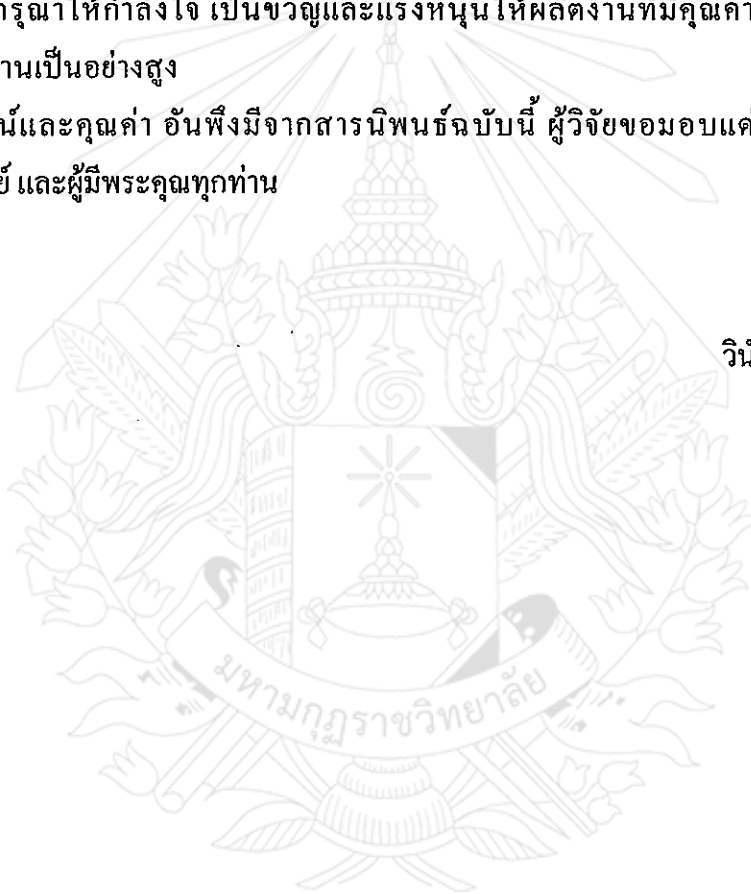 รุณาให้กำลังใจ เป็นขวัญและแรงหนุนให้ผลิตงานที่มีคุณค่า
านเป็นอย่างสูง
น์และคุณค่า อันพึงมีจากสารนิพนธ์ฉบับนี้ ผู้วิจัยขอมอบแด่
ย์ และผู้มีพระคุณทุกท่าน
วินั
มหามกุฏราชวิทยาลัย